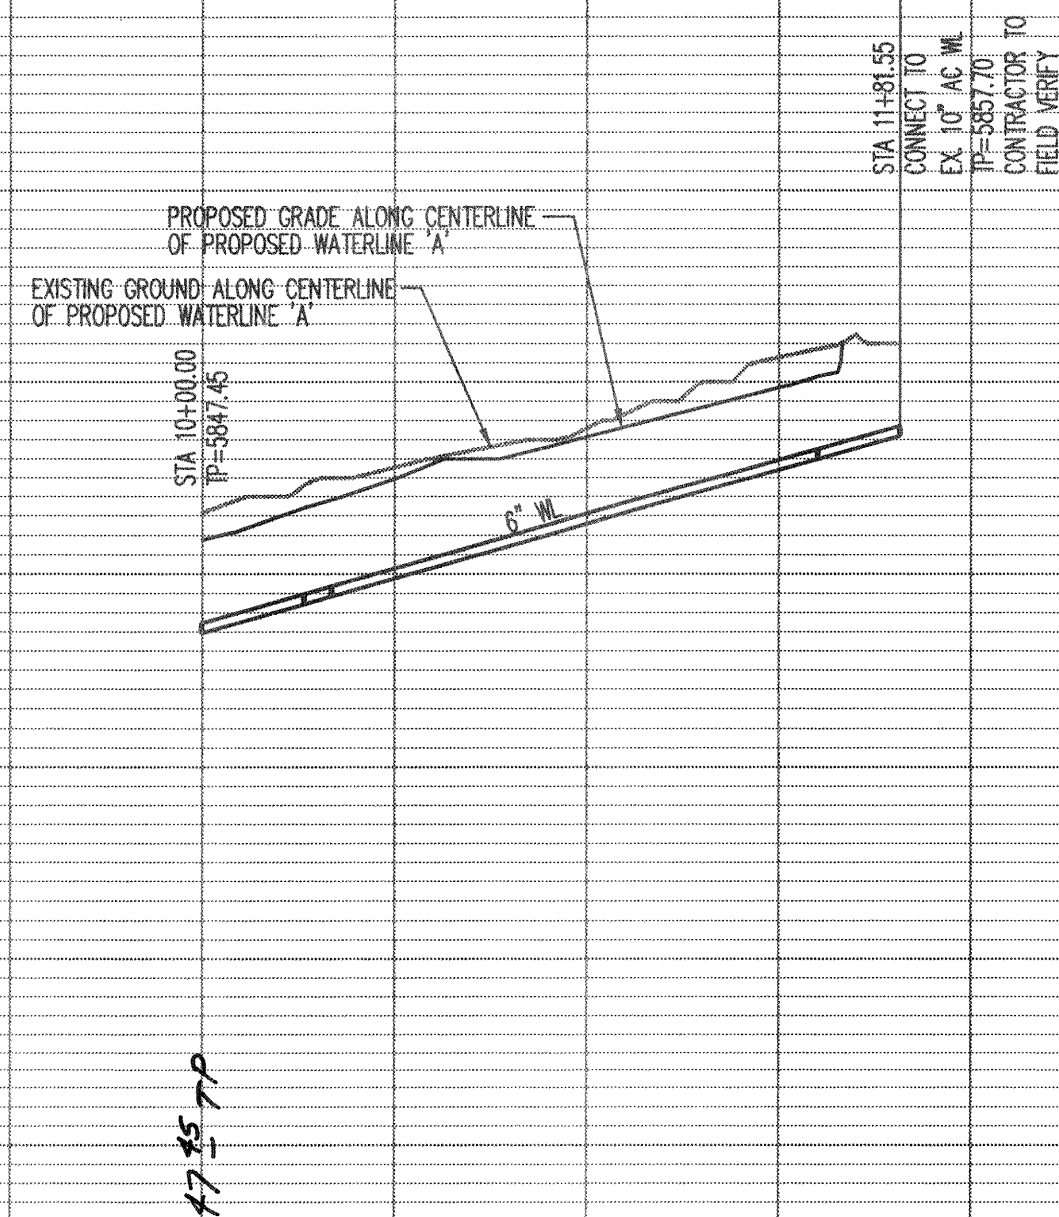 STA 11+81.55
CONNECT TO
EX. 10" AC WL
TP=5857.70
CONTRACTOR TO
FIELD VERIFY
PROPOSED GRADE ALONG CENTERLINE
OF PROPOSED WATERLINE 'A'
EXISTING GROUND ALONG CENTERLINE
OF PROPOSED WATERLINE 'A'
STA 10+00.00
TP=5847.45
6" WL
47 45 TP